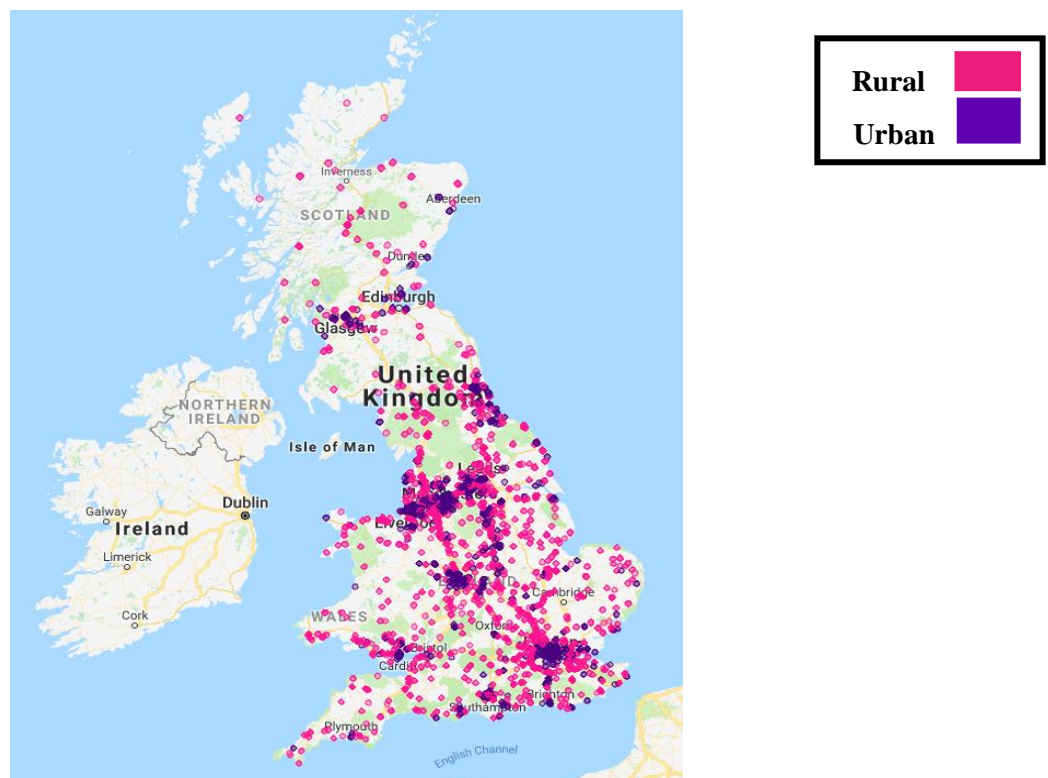 Rural
Urban
Inverness
SCOTLAND
Aberdeen
Dundee
Edinburgh
Glasgow
United
Kingdom
NORTHERN
IRELAND
Isle of Man
Leeds
Dublin
Galway
Ireland
Liverpool
Limerick
Cambridge
Cork
WALES
Oxford
Bristol
Cardiff
Brighton
Southampton
Plymouth
English Channel